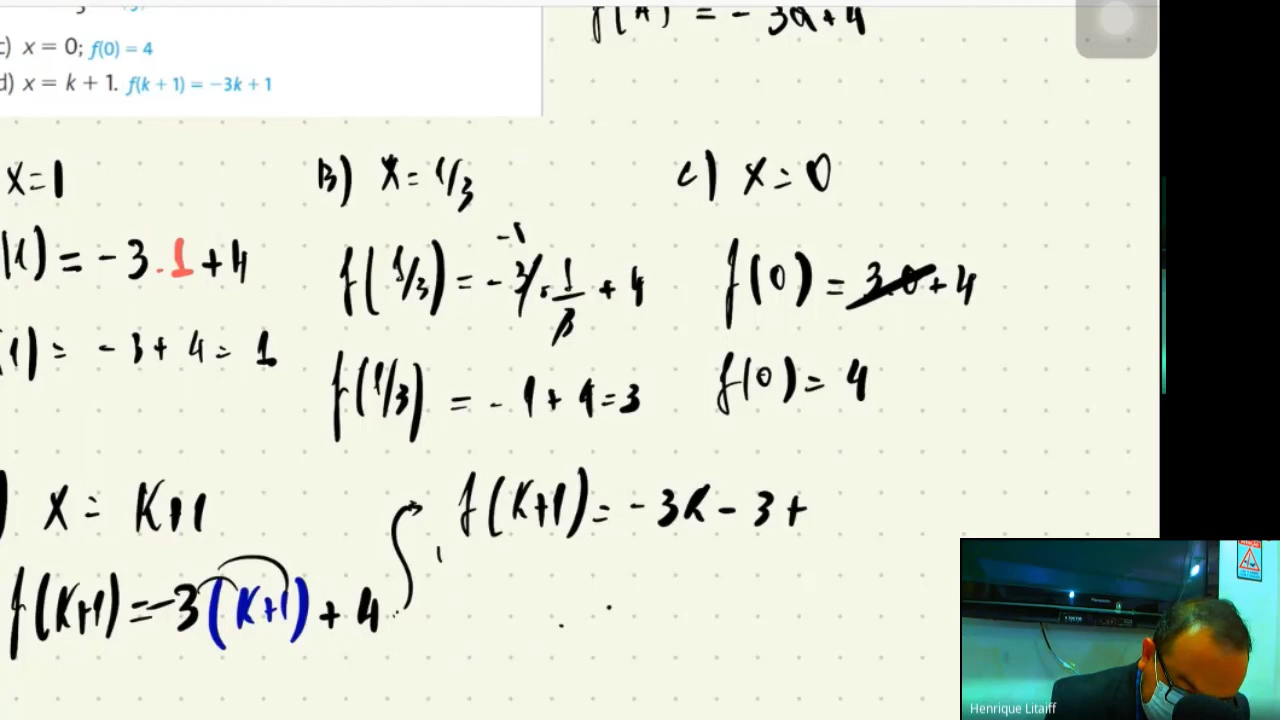 c) x = 0; f(0) = 4
d) x = k + 1. f(k + 1) = −3k + 1
= - 3x + 4
x=1
(1) = - 3 . 1 + 4
(1) = - 3 + 4 = 1
B) x = 1/3
-1
f(1/3) = - 3 . 1/3 + 4
f(1/3) = - 1 + 4 = 3
c) x = 0
f(0) = 3.0 + 4
f(0) = 4
) x = K+1
f(K+1) = -3 (K+1) + 4
f(K+1) = - 3K - 3 +
Henrique Litaiff